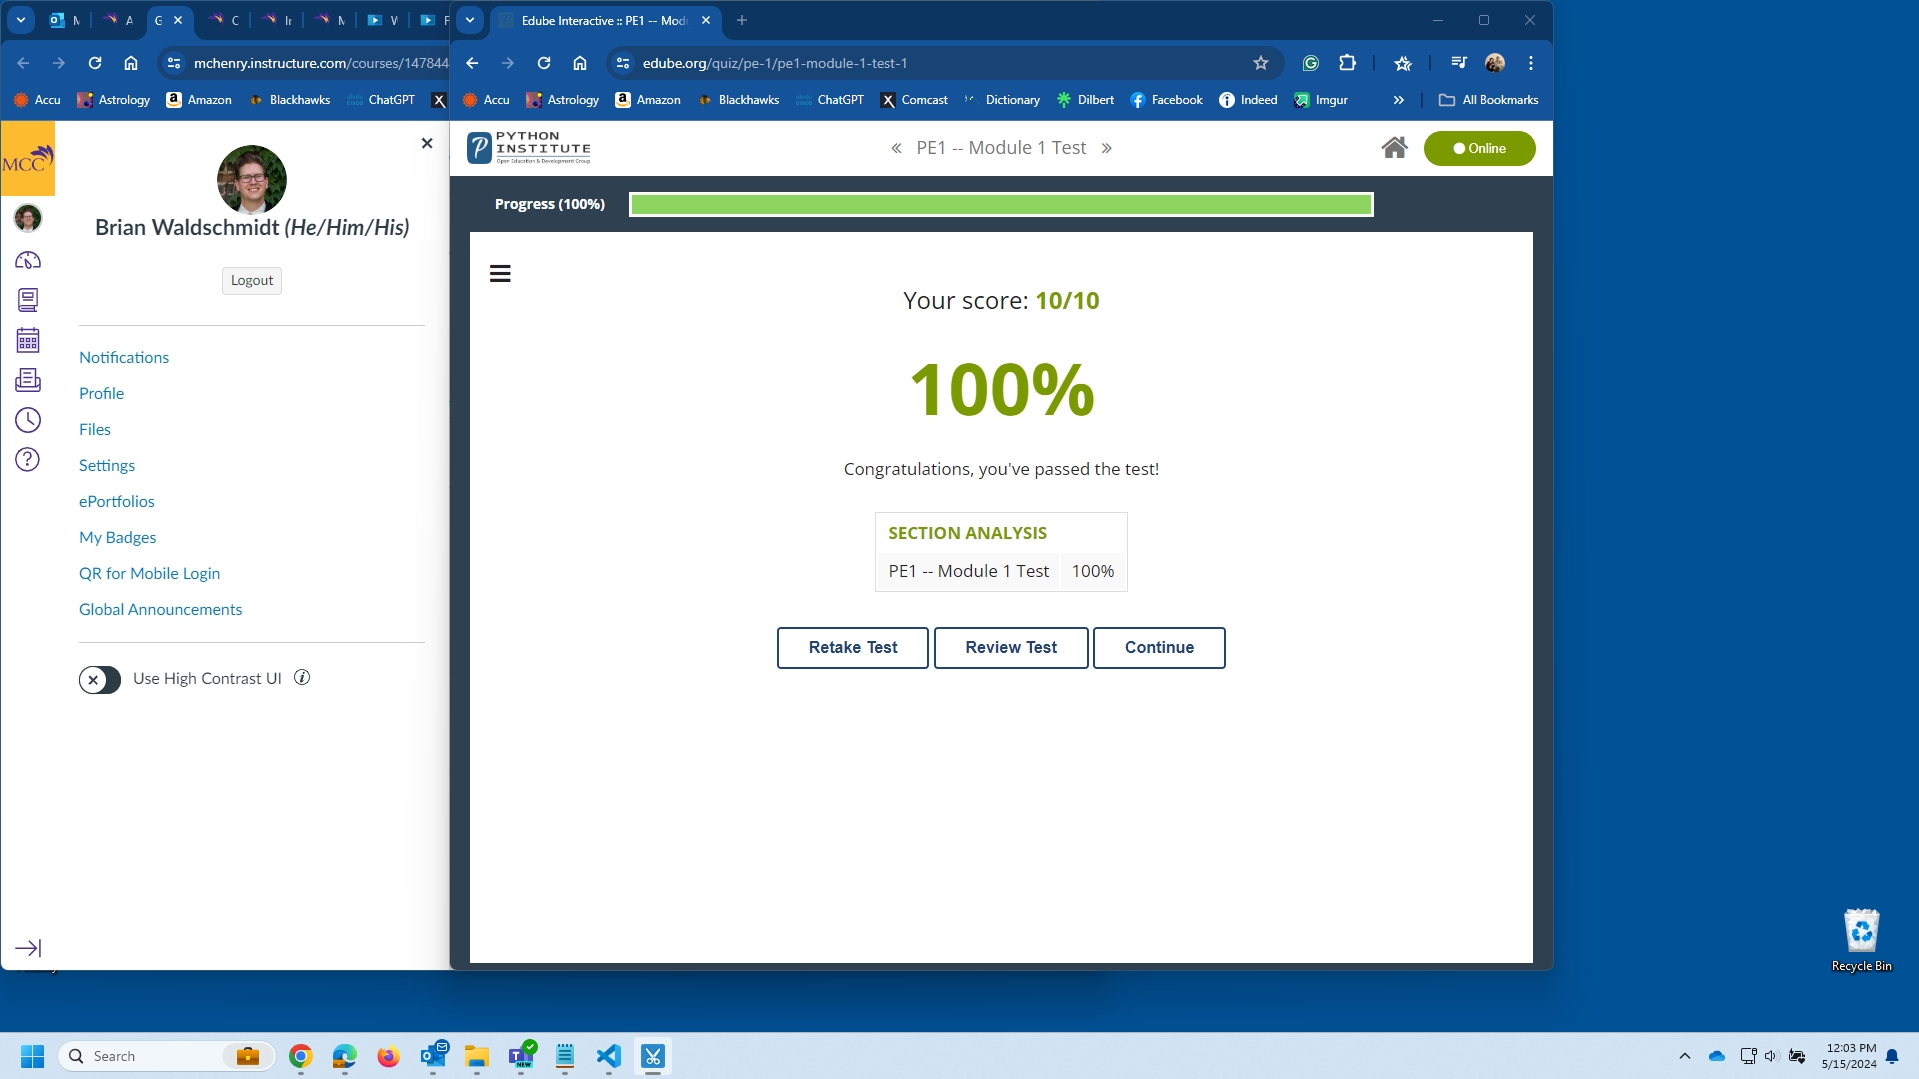 M
A
G
C
Ir
M
V
F
Edube Interactive :: PE1 -- Modu
mchenry.instructure.com/courses/147844
edube.org/quiz/pe-1/pe1-module-1-test-1
Accu
Astrology
Amazon
Blackhawks
ChatGPT
Accu
Astrology
Amazon
Blackhawks
ChatGPT
Comcast
Dictionary
Dilbert
Facebook
Indeed
Imgur
All Bookmarks
MCC
Brian Waldschmidt (He/Him/His)
Logout
Notifications
Profile
Files
Settings
ePortfolios
My Badges
QR for Mobile Login
Global Announcements
Use High Contrast UI
PYTHON
INSTITUTE
Open Education & Development Group
« PE1 -- Module 1 Test »
Online
Progress (100%)
Your score: 10/10
100%
Congratulations, you've passed the test!
SECTION ANALYSIS
PE1 -- Module 1 Test 100%
Retake Test
Review Test
Continue
Recycle Bin
Search
NEW
12:03 PM
5/15/2024